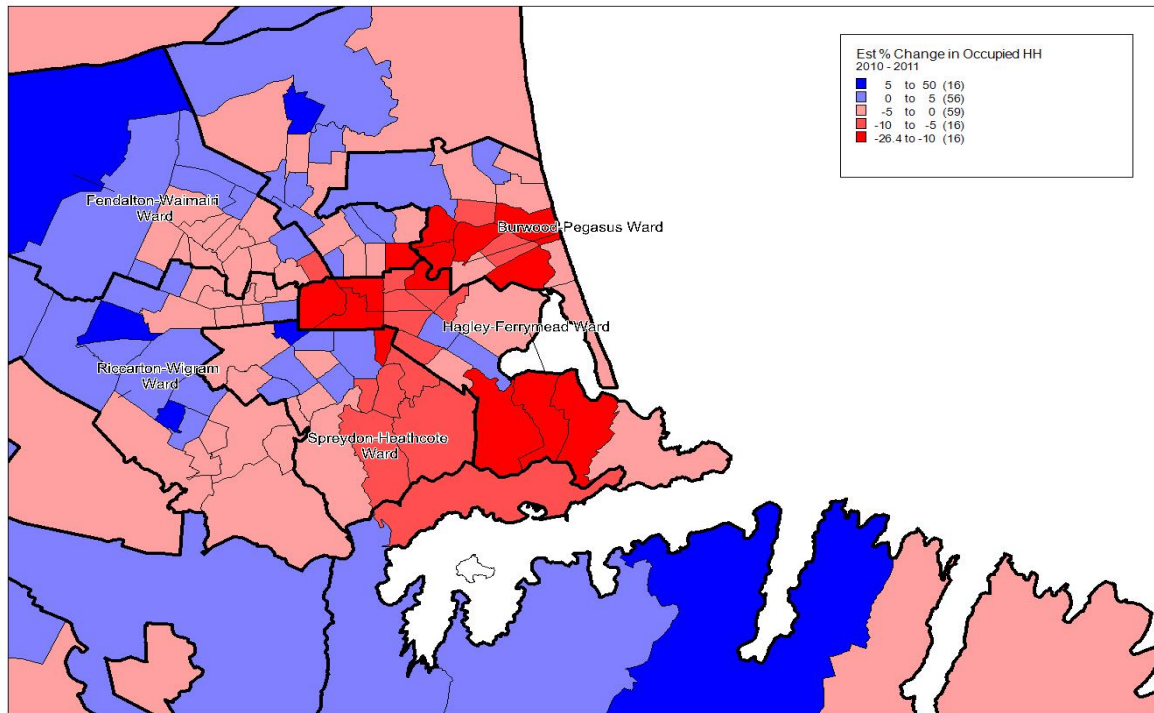 Est % Change in Occupied HH
2010 - 2011
5 to 50 (16)
0 to 5 (56)
-5 to 0 (59)
-10 to -5 (16)
-26.4 to -10 (16)
Fendalton-Waimairi
Ward
Burwood-Pegasus Ward
Hagley-Ferrymead Ward
Riccarton-Wigram
Ward
Spreydon-Heathcote
Ward